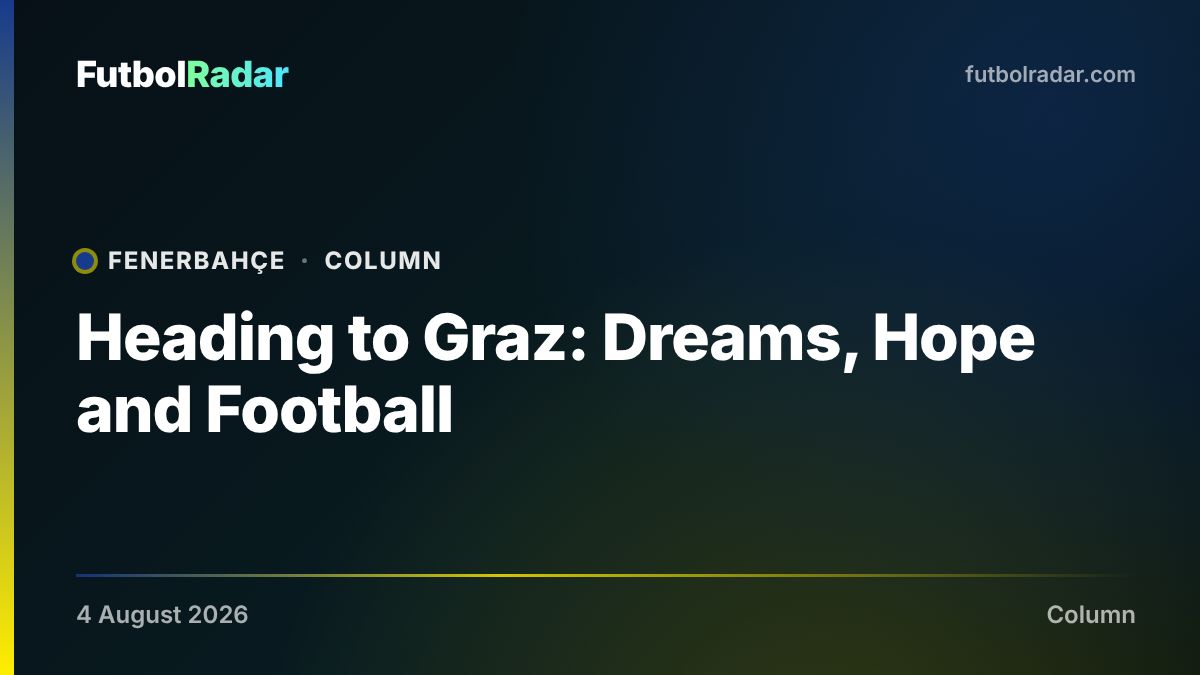 FutbolRadar
futbolradar.com
FENERBAHÇE · COLUMN
Heading to Graz: Dreams, Hope
and Football
4 August 2026
Column